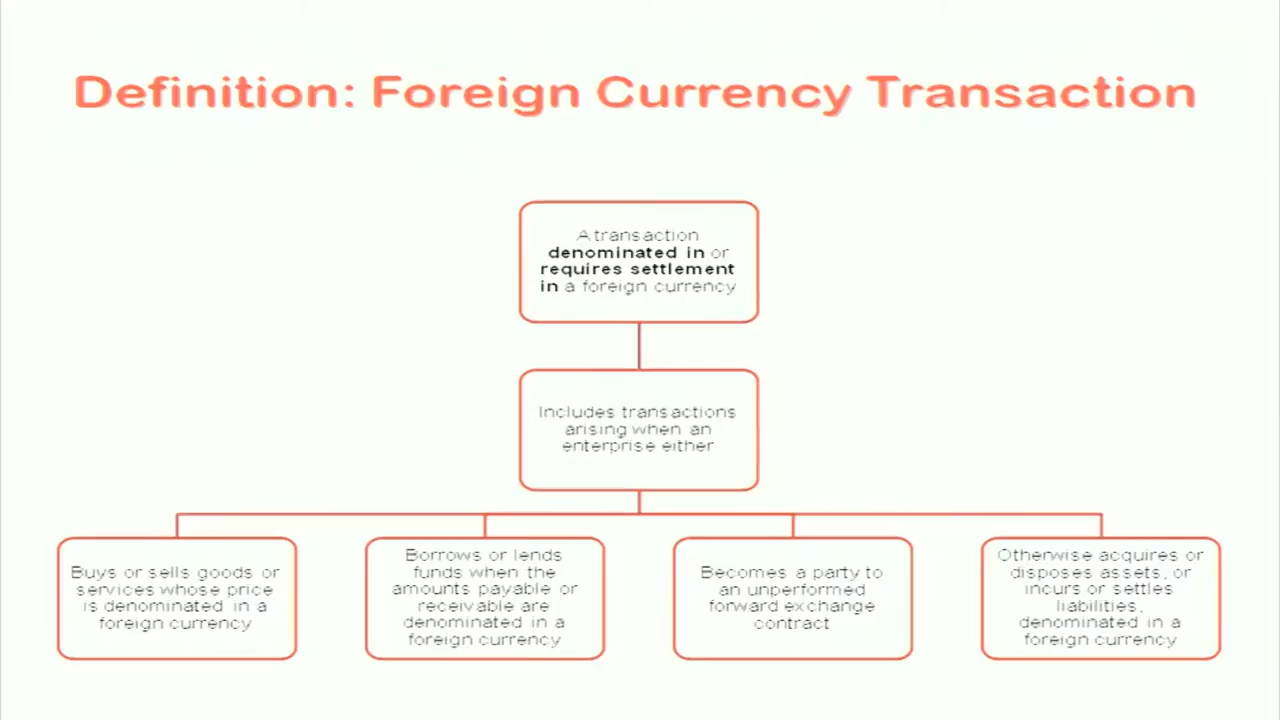 Definition: Foreign Currency Transaction
A transaction
denominated in or
requires settlement
in a foreign currency
Includes transactions
arising when an
enterprise either
Buys or sells goods or
services whose price
is denominated in a
foreign currency
Borrows or lends
funds when the
amounts payable or
receivable are
denominated in a
foreign currency
Becomes a party to
an unperformed
forward exchange
contract
Otherwise acquires or
disposes assets, or
incurs or settles
liabilities,
denominated in a
foreign currency